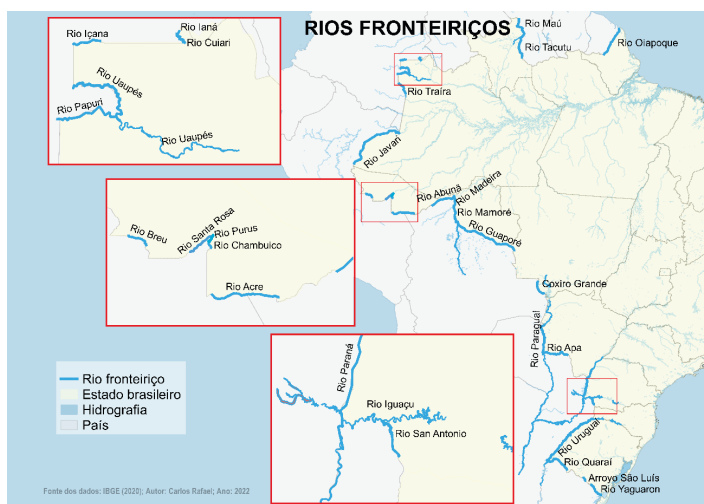 RIOS FRONTEIRIÇOS
Rio Içana
Rio Ianá
Rio Cuiari
Rio Uaupés
Rio Papuri
Rio Uaupés
Rio Maú
Rio Tacutu
Rio Oiapoque
Rio Traíra
Rio Javari
Rio Abunã
Rio Madeira
Rio Mamoré
Rio Guaporé
Rio Breu
Rio Santa Rosa
Rio Purus
Rio Chambuico
Rio Acre
Coxiro Grande
Rio Paraguai
Rio Apa
Rio Paraná
Rio Iguaçu
Rio San Antonio
Rio Uruguai
Rio Quaraí
Arroyo São Luís
Rio Yaguaron
Rio fronteiriço
Estado brasileiro
Hidrografia
País
Fonte dos dados: IBGE (2020); Autor: Carlos Rafael; Ano: 2022